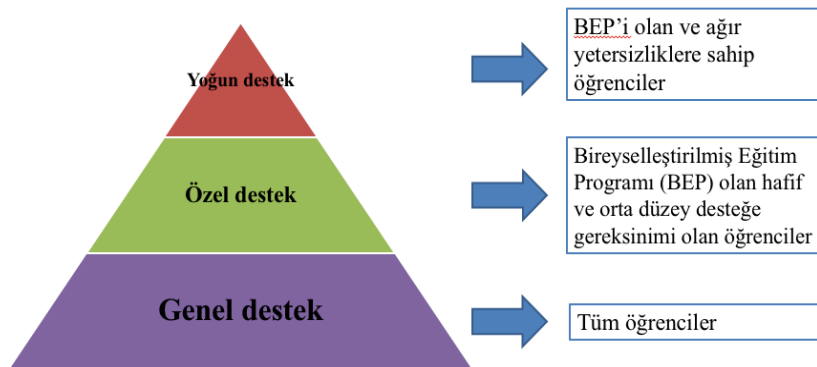 Yoğun destek
BEP’i olan ve ağır
yetersizliklere sahip
öğrenciler
Özel destek
Bireyselleştirilmiş Eğitim
Programı (BEP) olan hafif
ve orta düzey desteğe
gereksinimi olan öğrenciler
Genel destek
Tüm öğrenciler